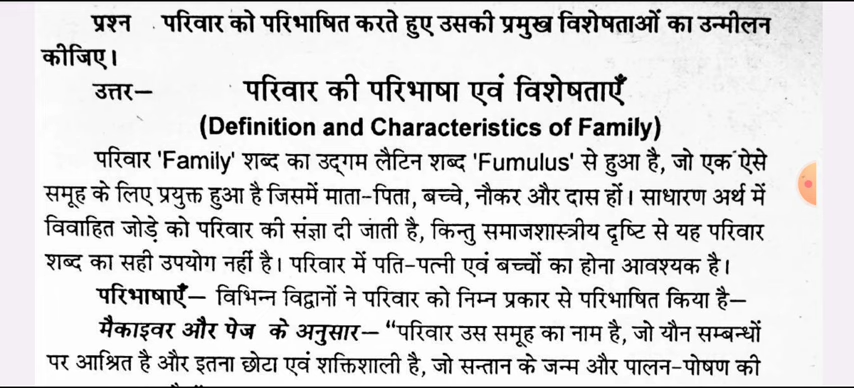 प्रश्न . परिवार को परिभाषित करते हुए उसकी प्रमुख विशेषताओं का उन्मीलन
कीजिए।
उत्तर— परिवार की परिभाषा एवं विशेषताएँ
(Definition and Characteristics of Family)
परिवार 'Family' शब्द का उद्गम लैटिन शब्द 'Fumulus' से हुआ है, जो एक ऐसे
समूह के लिए प्रयुक्त हुआ है जिसमें माता-पिता, बच्चे, नौकर और दास हों। साधारण अर्थ में
विवाहित जोड़े को परिवार की संज्ञा दी जाती है, किन्तु समाजशास्त्रीय दृष्टि से यह परिवार
शब्द का सही उपयोग नहीं है। परिवार में पति-पत्नी एवं बच्चों का होना आवश्यक है।
परिभाषाएँ— विभिन्न विद्वानों ने परिवार को निम्न प्रकार से परिभाषित किया है—
मैकाइवर और पेज के अनुसार— “परिवार उस समूह का नाम है, जो यौन सम्बन्धों
पर आश्रित है और इतना छोटा एवं शक्तिशाली है, जो सन्तान के जन्म और पालन-पोषण की